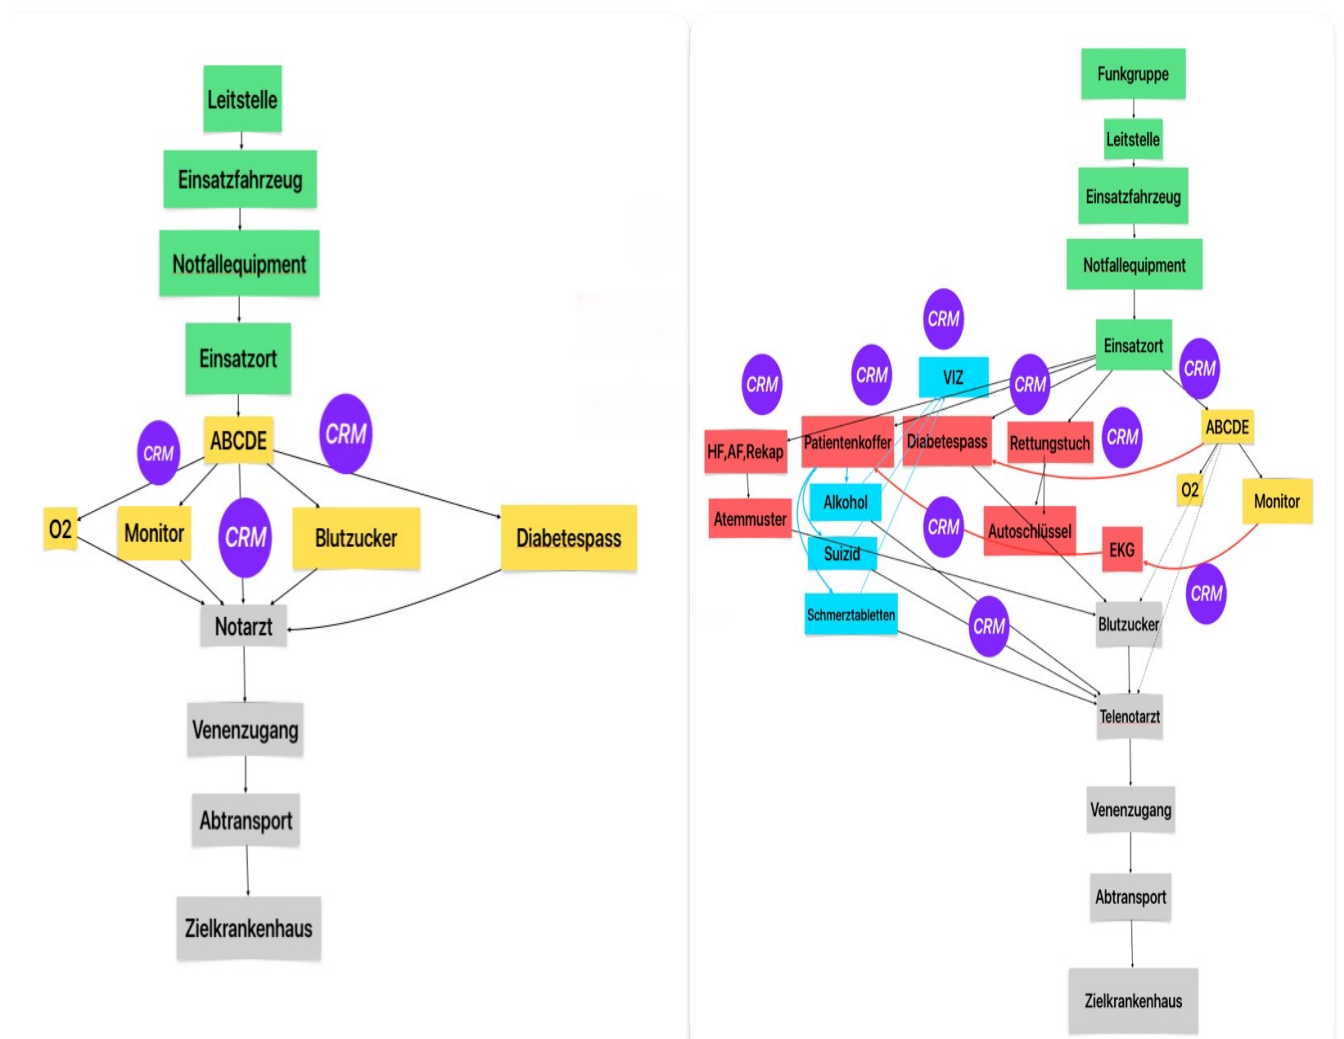 Leitstelle
Einsatzfahrzeug
Notfallequipment
Einsatzort
ABCDE
CRM
CRM
O2
Monitor
CRM
Blutzucker
Diabetespass
Notarzt
Venenzugang
Abtransport
Zielkrankenhaus
Funkgruppe
Leitstelle
Einsatzfahrzeug
Notfallequipment
Einsatzort
CRM
CRM
CRM
VIZ
CRM
CRM
HF,AF,Rekap
Patientenkoffer
Diabetespass
Rettungstuch
CRM
ABCDE
Atemmuster
Alkohol
Autoschlüssel
O2
Monitor
CRM
Suizid
EKG
Schmerztabletten
CRM
Blutzucker
CRM
Telenotarzt
Venenzugang
Abtransport
Zielkrankenhaus